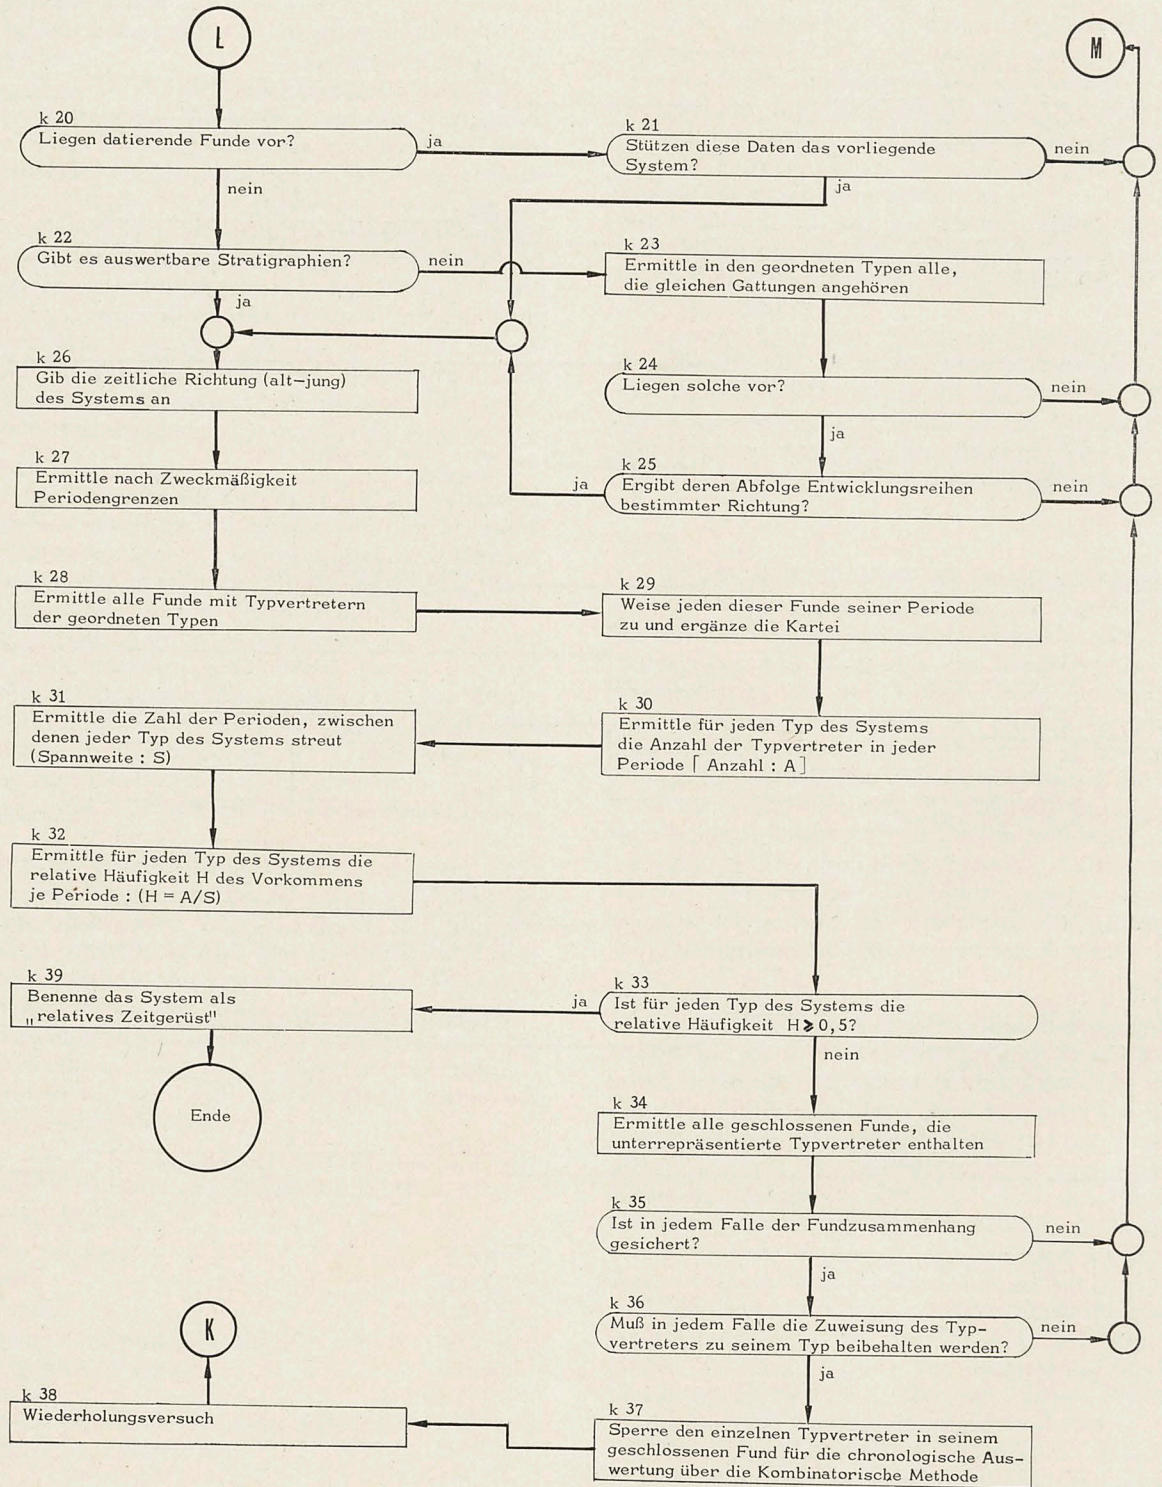 L
M
k 20
Liegen datierende Funde vor?
ja
nein
k 21
Stützen diese Daten das vorliegende
System?
nein
ja
k 22
Gibt es auswertbare Stratigraphien?
nein
ja
k 23
Ermittle in den geordneten Typen alle,
die gleichen Gattungen angehören
k 24
Liegen solche vor?
nein
ja
k 25
Ergibt deren Abfolge Entwicklungsreihen
bestimmter Richtung?
ja
nein
k 26
Gib die zeitliche Richtung (alt-jung)
des Systems an
k 27
Ermittle nach Zweckmäßigkeit
Periodengrenzen
k 28
Ermittle alle Funde mit Typvertretern
der geordneten Typen
k 29
Weise jeden dieser Funde seiner Periode
zu und ergänze die Kartei
k 30
Ermittle für jeden Typ des Systems
die Anzahl der Typvertreter in jeder
Periode [ Anzahl : A ]
k 31
Ermittle die Zahl der Perioden, zwischen
denen jeder Typ des Systems streut
(Spannweite : S)
k 32
Ermittle für jeden Typ des Systems die
relative Häufigkeit H des Vorkommens
je Periode : (H = A/S)
k 33
Ist für jeden Typ des Systems die
relative Häufigkeit H ⩾ 0,5?
ja
nein
k 39
Benenne das System als
„relatives Zeitgerüst"
Ende
k 34
Ermittle alle geschlossenen Funde, die
unterrepräsentierte Typvertreter enthalten
k 35
Ist in jedem Falle der Fundzusammenhang
gesichert?
nein
ja
k 36
Muß in jedem Falle die Zuweisung des Typ-
vertreters zu seinem Typ beibehalten werden?
nein
ja
k 37
Sperre den einzelnen Typvertreter in seinem
geschlossenen Fund für die chronologische Aus-
wertung über die Kombinatorische Methode
k 38
Wiederholungsversuch
K